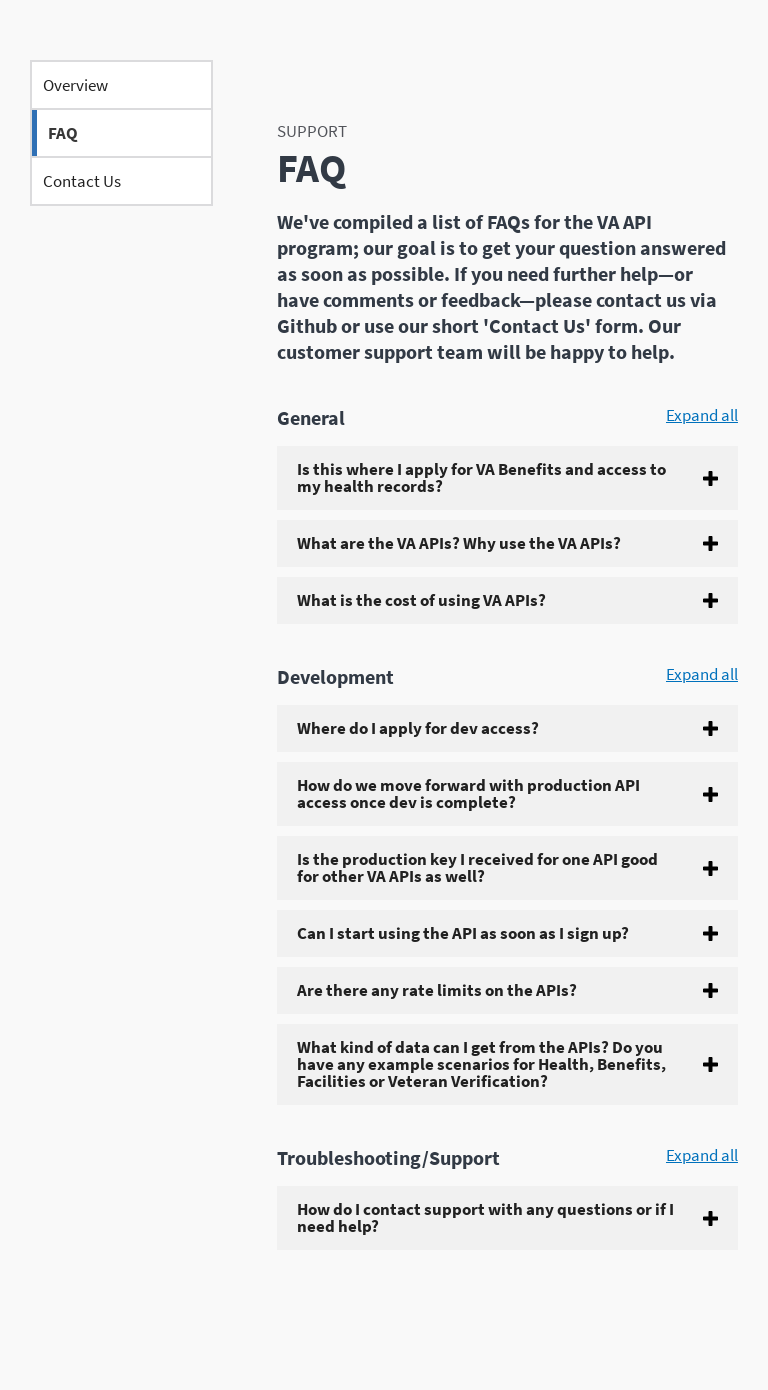 Overview
FAQ
Contact Us
SUPPORT
FAQ
We've compiled a list of FAQs for the VA API
program; our goal is to get your question answered
as soon as possible. If you need further help—or
have comments or feedback—please contact us via
Github or use our short 'Contact Us' form. Our
customer support team will be happy to help.
General
Expand all
Is this where I apply for VA Benefits and access to
my health records?
What are the VA APIs? Why use the VA APIs?
What is the cost of using VA APIs?
Development
Expand all
Where do I apply for dev access?
How do we move forward with production API
access once dev is complete?
Is the production key I received for one API good
for other VA APIs as well?
Can I start using the API as soon as I sign up?
Are there any rate limits on the APIs?
What kind of data can I get from the APIs? Do you
have any example scenarios for Health, Benefits,
Facilities or Veteran Verification?
Troubleshooting/Support
Expand all
How do I contact support with any questions or if I
need help?